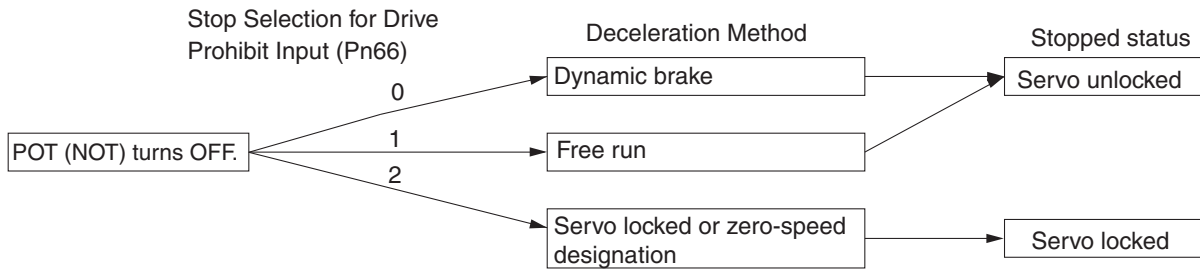 Stop Selection for Drive
Prohibit Input (Pn66)
Deceleration Method
Stopped status
Dynamic brake
Servo unlocked
0
POT (NOT) turns OFF.
1
Free run
2
Servo locked or zero-speed
designation
Servo locked